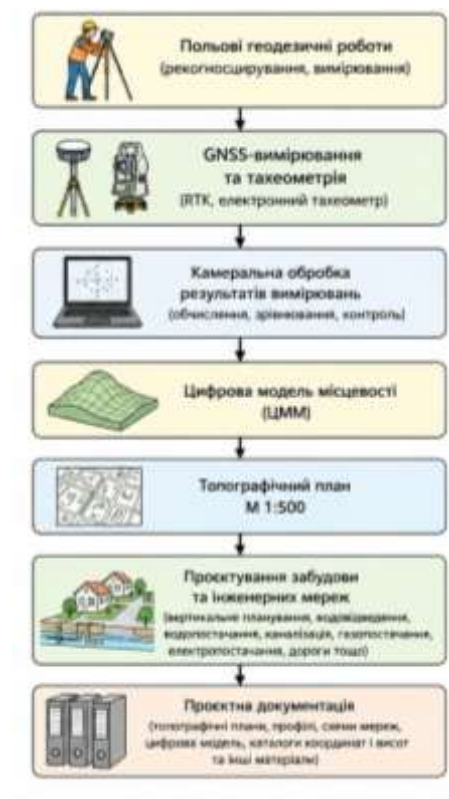 Польові геодезичні роботи
(рекогносцирування, вимірювання)
GNSS-вимірювання
та тахеометрія
(RTK, електронний тахеометр)
Камеральна обробка
результатів вимірювань
(обчислення, зрівнювання, контроль)
Цифрова модель місцевості
(ЦММ)
Топографічний план
М 1:500
Проєктування забудови
та інженерних мереж
(вертикальне планування, водовідведення,
водопостачання, каналізація, газопостачання,
електропостачання, дороги тощо)
Проєктна документація
(топографічні плани, профілі, схеми мереж,
цифрова модель, каталоги координат і висот
та інші матеріали)